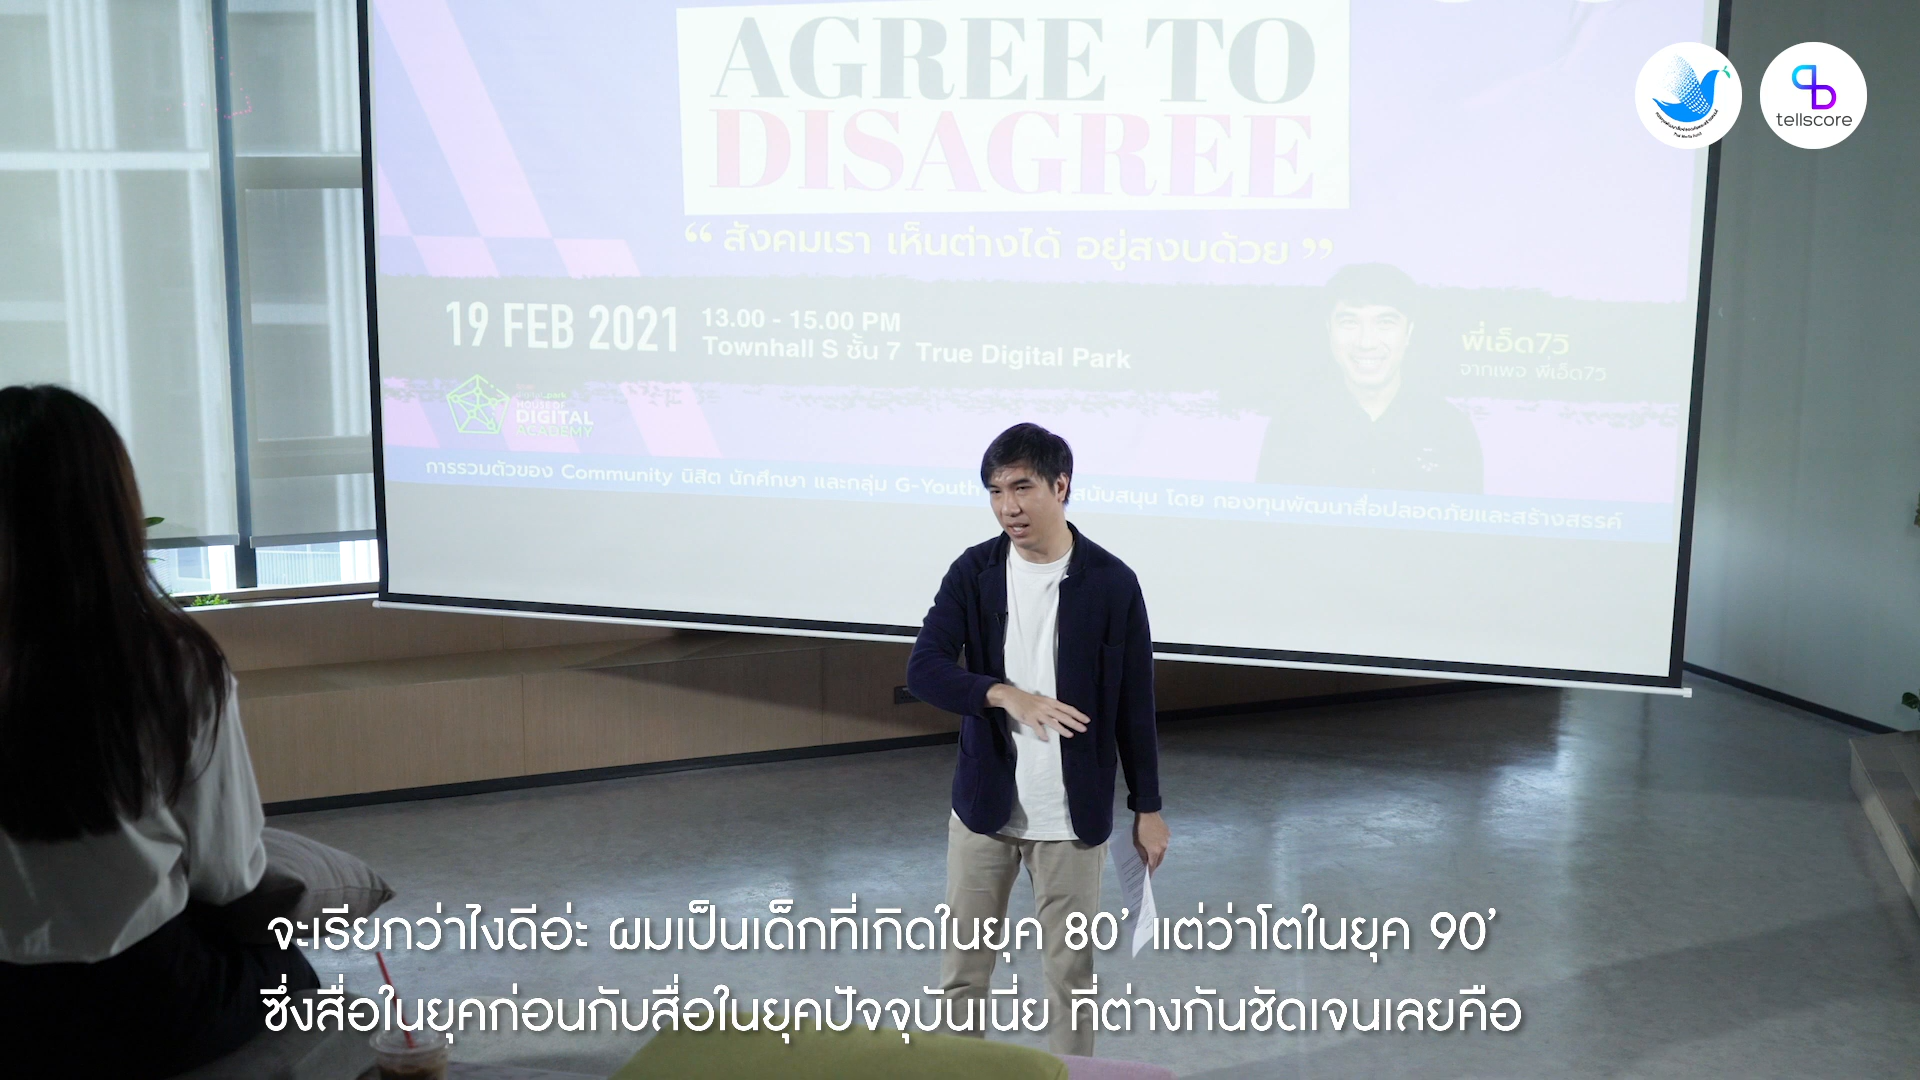 AGREE TO
DISAGREE
“ สังคมเรา เห็นต่างได้ อยู่สงบด้วย ”
19 FEB 2021
13.00 - 15.00 PM
Townhall S ชั้น 7 True Digital Park
พี่เอ็ด7วิ
จากเพจ พี่เอ็ด7วิ
HOUSE OF
DIGITAL
ACADEMY
การรวมตัวของ Community นิสิต นักศึกษา และกลุ่ม G-Youth สนับสนุน โดย กองทุนพัฒนาสื่อปลอดภัยและสร้างสรรค์
tellscore
จะเรียกว่าไงดีอ่ะ ผมเป็นเด็กที่เกิดในยุค 80’ แต่ว่าโตในยุค 90’
ซึ่งสื่อในยุคก่อนกับสื่อในยุคปัจจุบันเนี่ย ที่ต่างกันชัดเจนเลยคือ